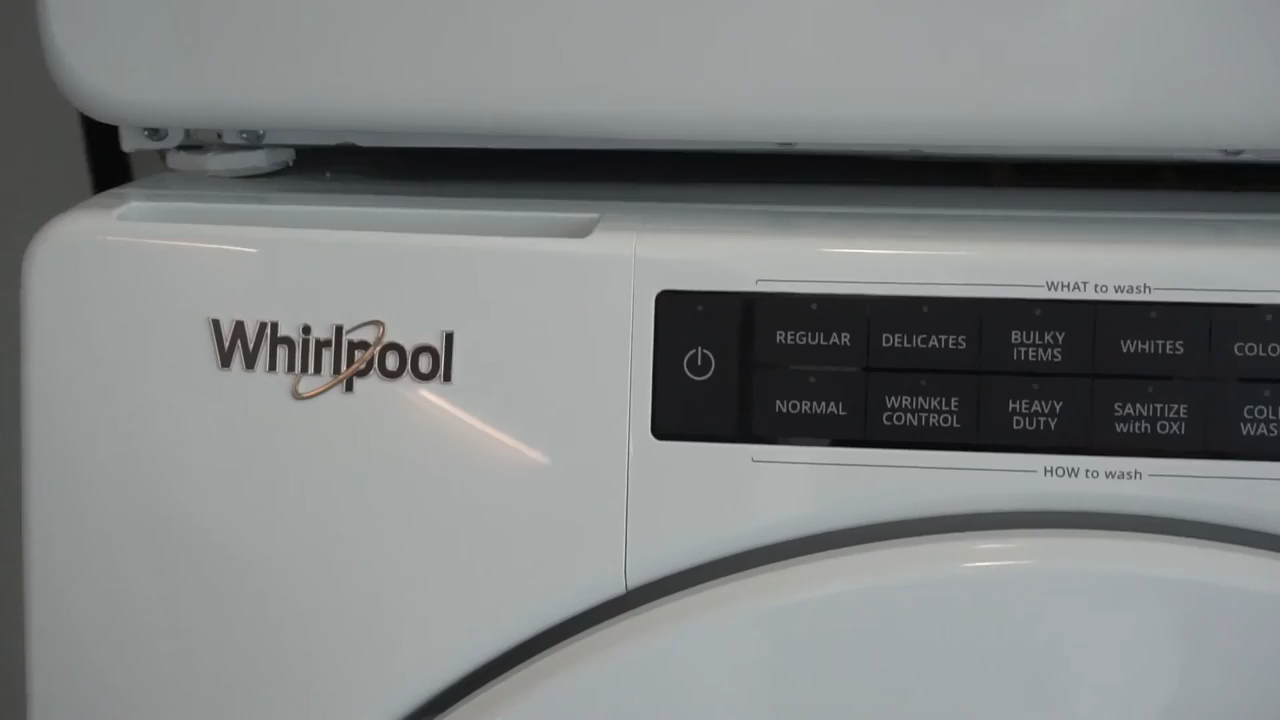 Whirlpool
WHAT to wash
REGULAR
DELICATES
BULKY
ITEMS
WHITES
NORMAL
WRINKLE
CONTROL
HEAVY
DUTY
SANITIZE
with OXI
HOW to wash